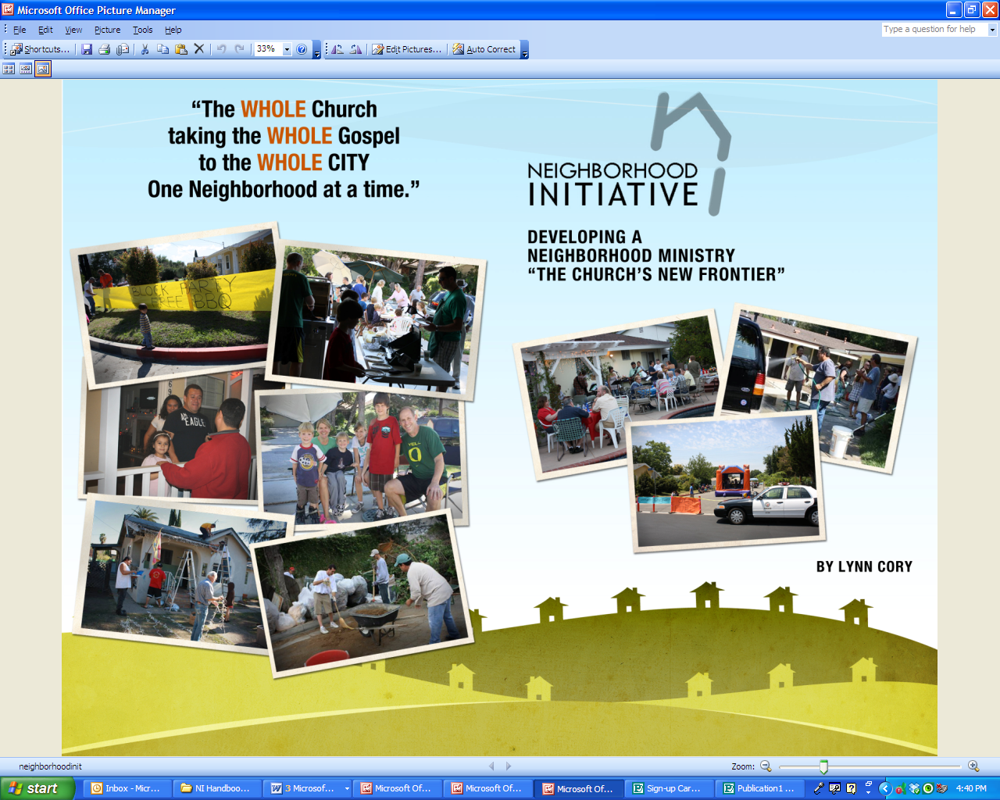 Microsoft Office Picture Manager
File Edit View Picture Tools Help
Type a question for help
Shortcuts... 33% Edit Pictures... Auto Correct
“The WHOLE Church
taking the WHOLE Gospel
to the WHOLE CITY
One Neighborhood at a time.”
NEIGHBORHOOD
INITIATIVE
DEVELOPING A
NEIGHBORHOOD MINISTRY
“THE CHURCH’S NEW FRONTIER”
BLOCK PARTY
FREE BBQ
EAGLE
YELL
O
BY LYNN CORY
neighborhoodinit
Zoom:
start
Inbox - Micr...
NI Handboo...
3 Microsof...
Microsoft Of...
Microsoft Of...
Microsoft Of...
Sign-up Car...
Publication1 ...
4:40 PM